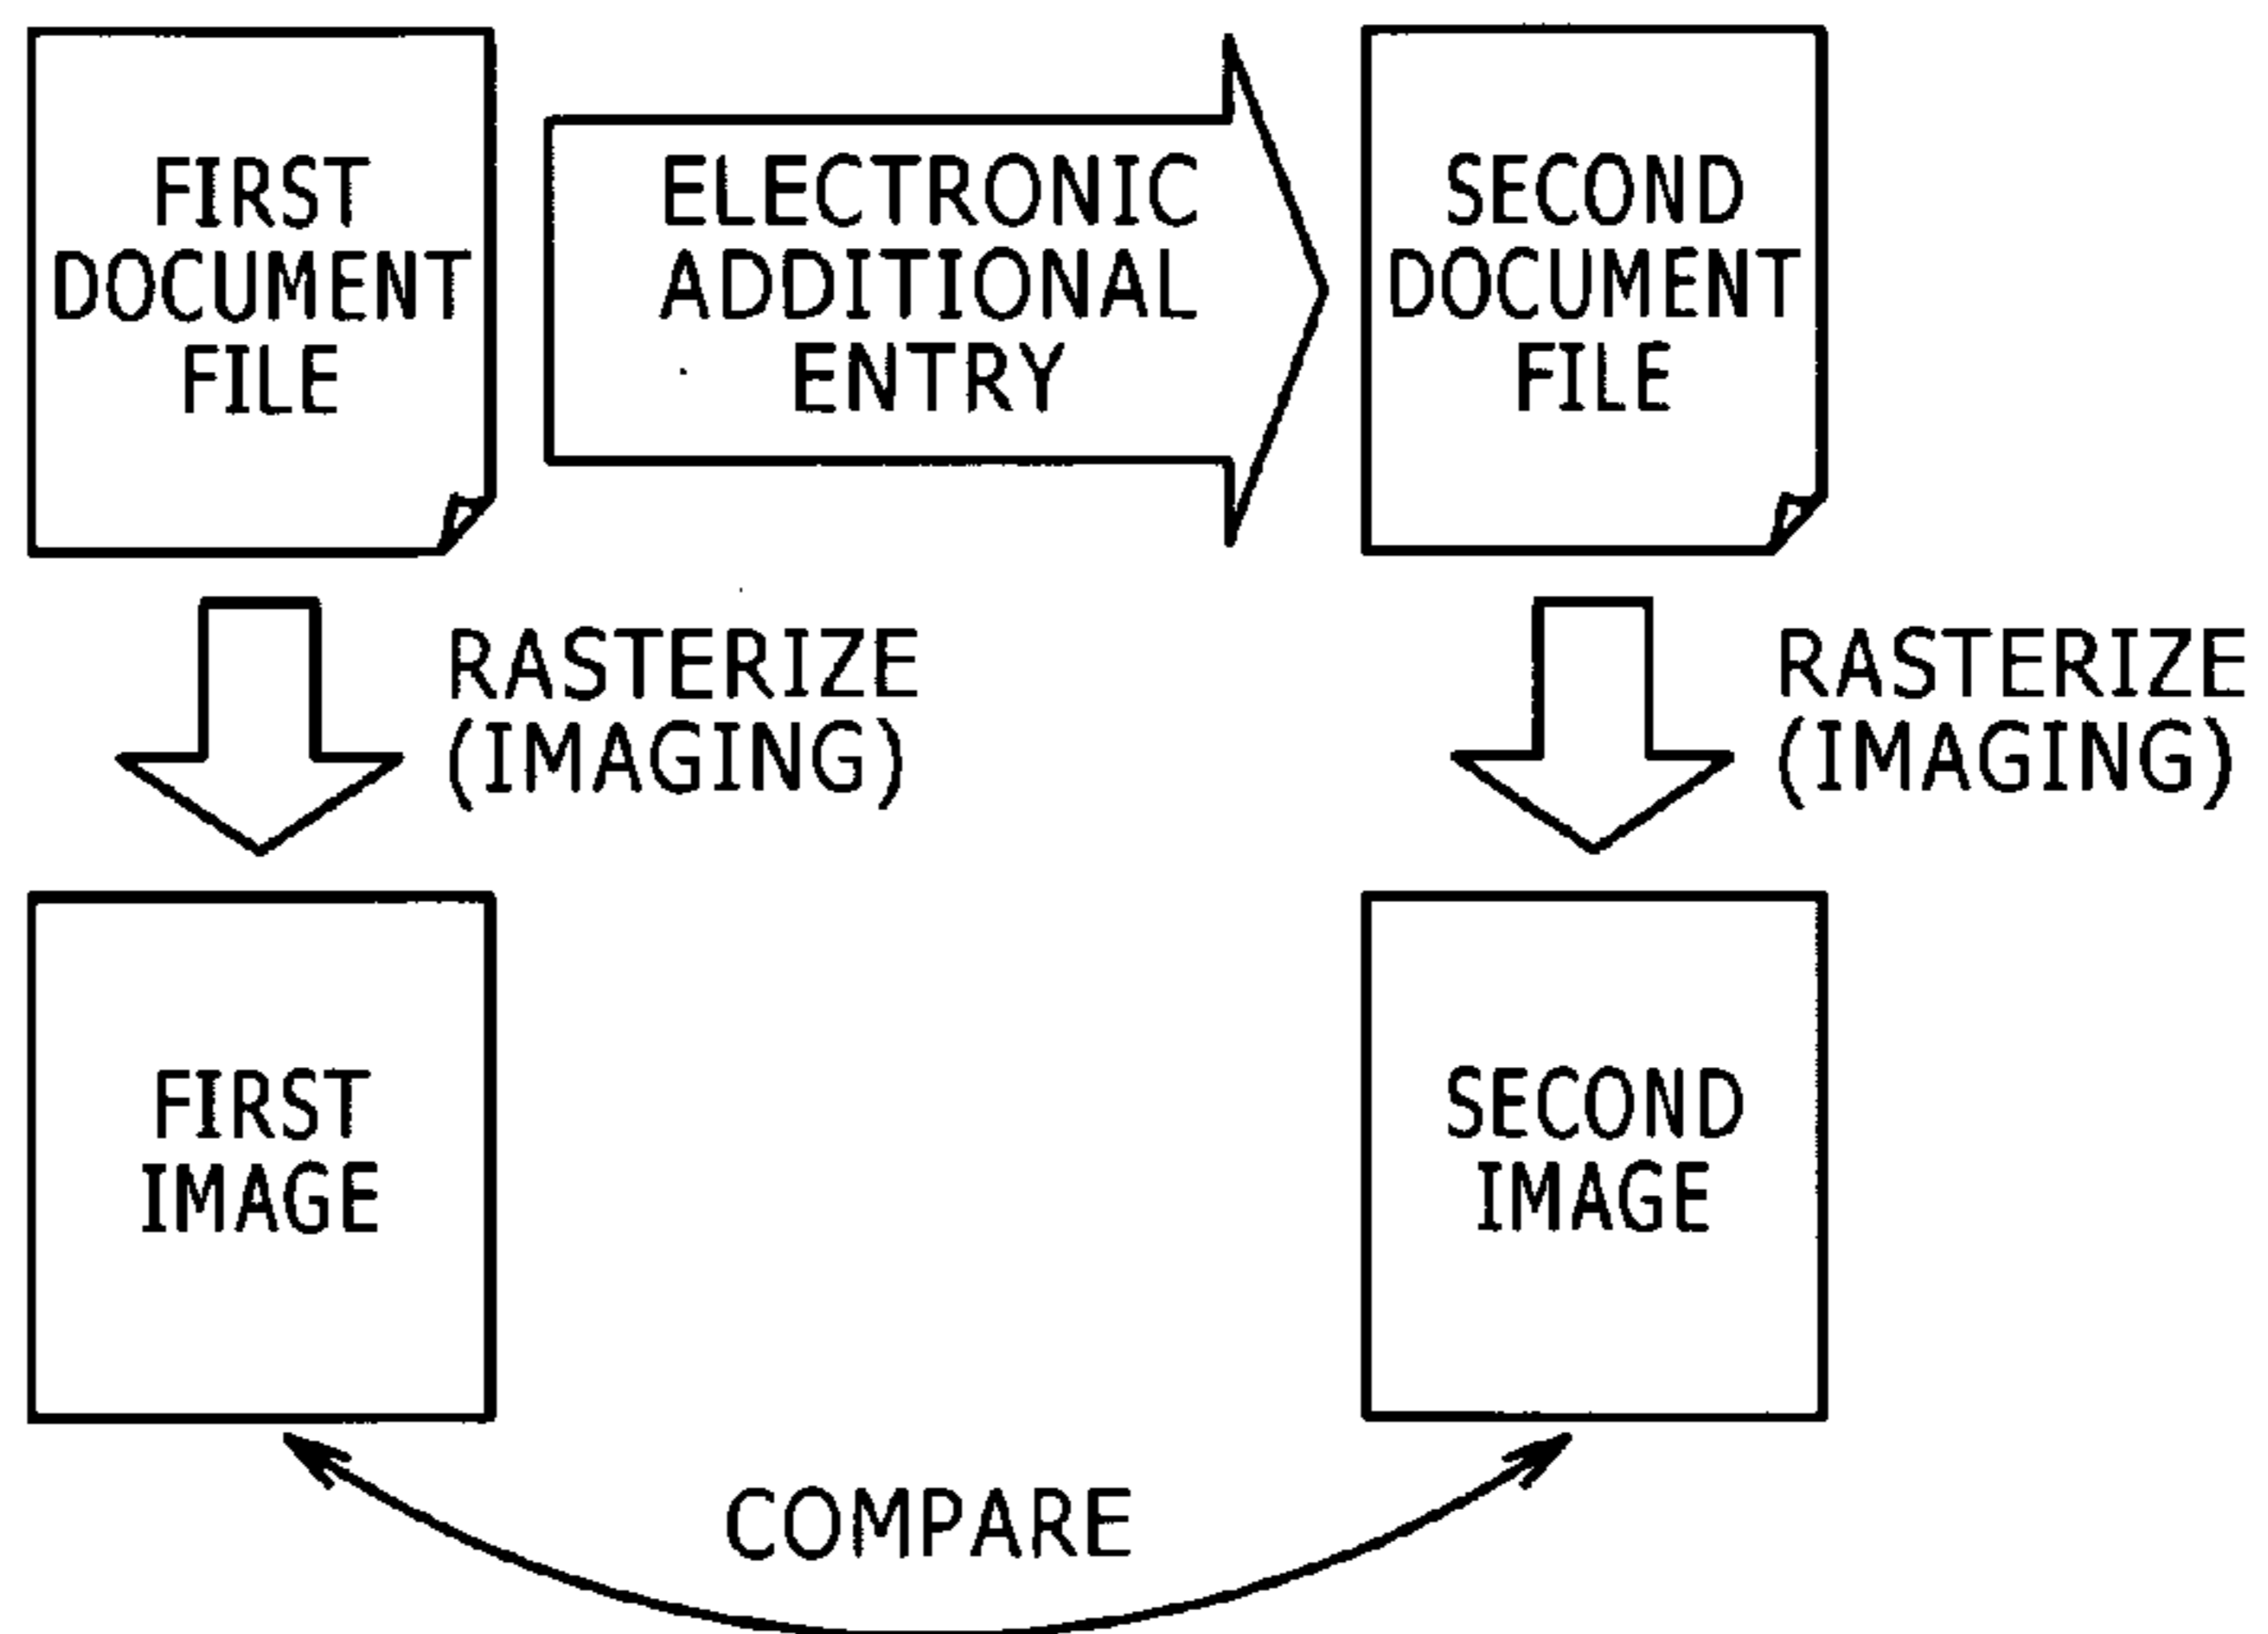 FIRST
DOCUMENT
FILE
ELECTRONIC
ADDITIONAL
ENTRY
SECOND
DOCUMENT
FILE
RASTERIZE
(IMAGING)
RASTERIZE
(IMAGING)
FIRST
IMAGE
SECOND
IMAGE
COMPARE